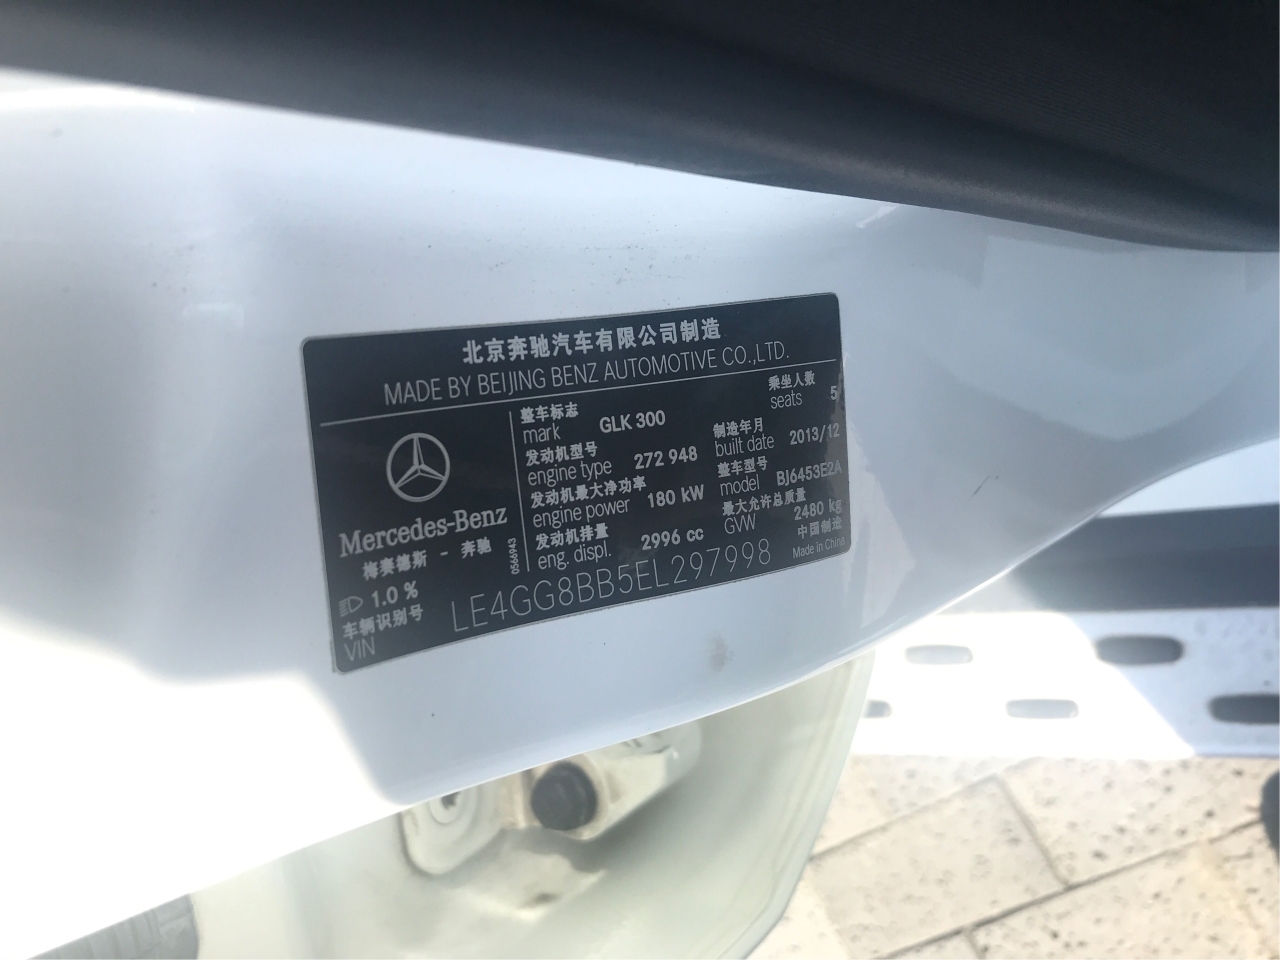 北京奔驰汽车有限公司制造
MADE BY BEIJING BENZ AUTOMOTIVE CO.,LTD.
Mercedes-Benz
梅赛德斯 - 奔驰
1.0 %
0566943
整车标志
mark GLK 300
乘坐人数
seats 5
发动机型号
engine type 272 948
制造年月
built date 2013/12
发动机最大净功率
engine power 180 kW
整车型号
model BJ6453E2A
发动机排量
eng. displ. 2996 cc
最大允许总质量
GVW 2480 kg
中国制造
Made in China
车辆识别号
VIN LE4GG8BB5EL297998